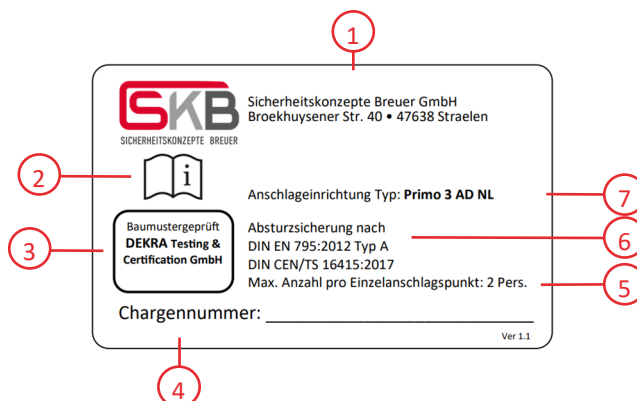 1
SKB
SICHERHEITSKONZEPTE BREUER
Sicherheitskonzepte Breuer GmbH
Broekhuysener Str. 40 • 47638 Straelen
2
i
Anschlageinrichtung Typ: Primo 3 AD NL
7
3
Baumustergeprüft
DEKRA Testing &
Certification GmbH
Absturzsicherung nach
DIN EN 795:2012 Typ A
DIN CEN/TS 16415:2017
Max. Anzahl pro Einzelanschlagspunkt: 2 Pers.
6
5
Chargennummer: ____________________________
Ver 1.1
4